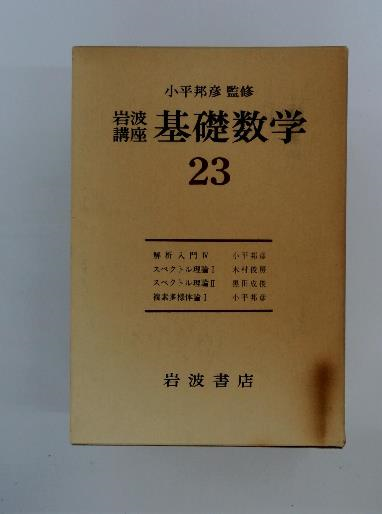 小平邦彦 監修
岩波講座 基礎数学
23
解析入門 Ⅳ 小平邦彦
スペクトル理論 Ⅰ 木村俊房
スペクトル理論 Ⅱ 黒田成俊
複素多様体論 Ⅰ 小平邦彦
岩波書店